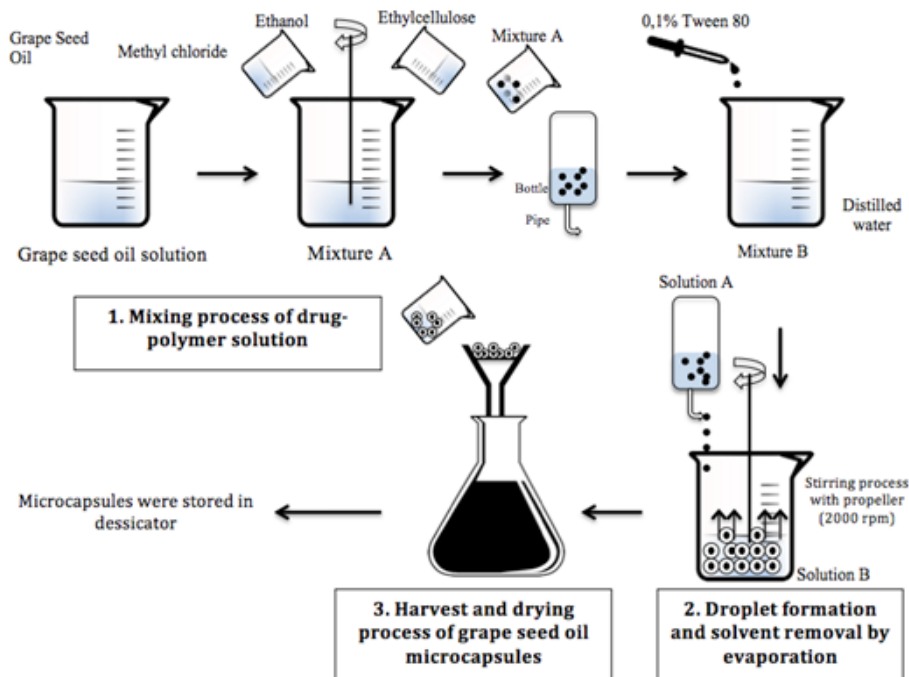 Grape Seed
Oil
Methyl chloride
Ethanol
Ethylcellulose
Mixture A
0,1% Tween 80
Bottle
Pipe
Distilled
water
Grape seed oil solution
Mixture A
Mixture B
1. Mixing process of drug-
polymer solution
Solution A
Stirring process
with propeller
(2000 rpm)
Solution B
Microcapsules were stored in
dessicator
3. Harvest and drying
process of grape seed oil
microcapsules
2. Droplet formation
and solvent removal by
evaporation